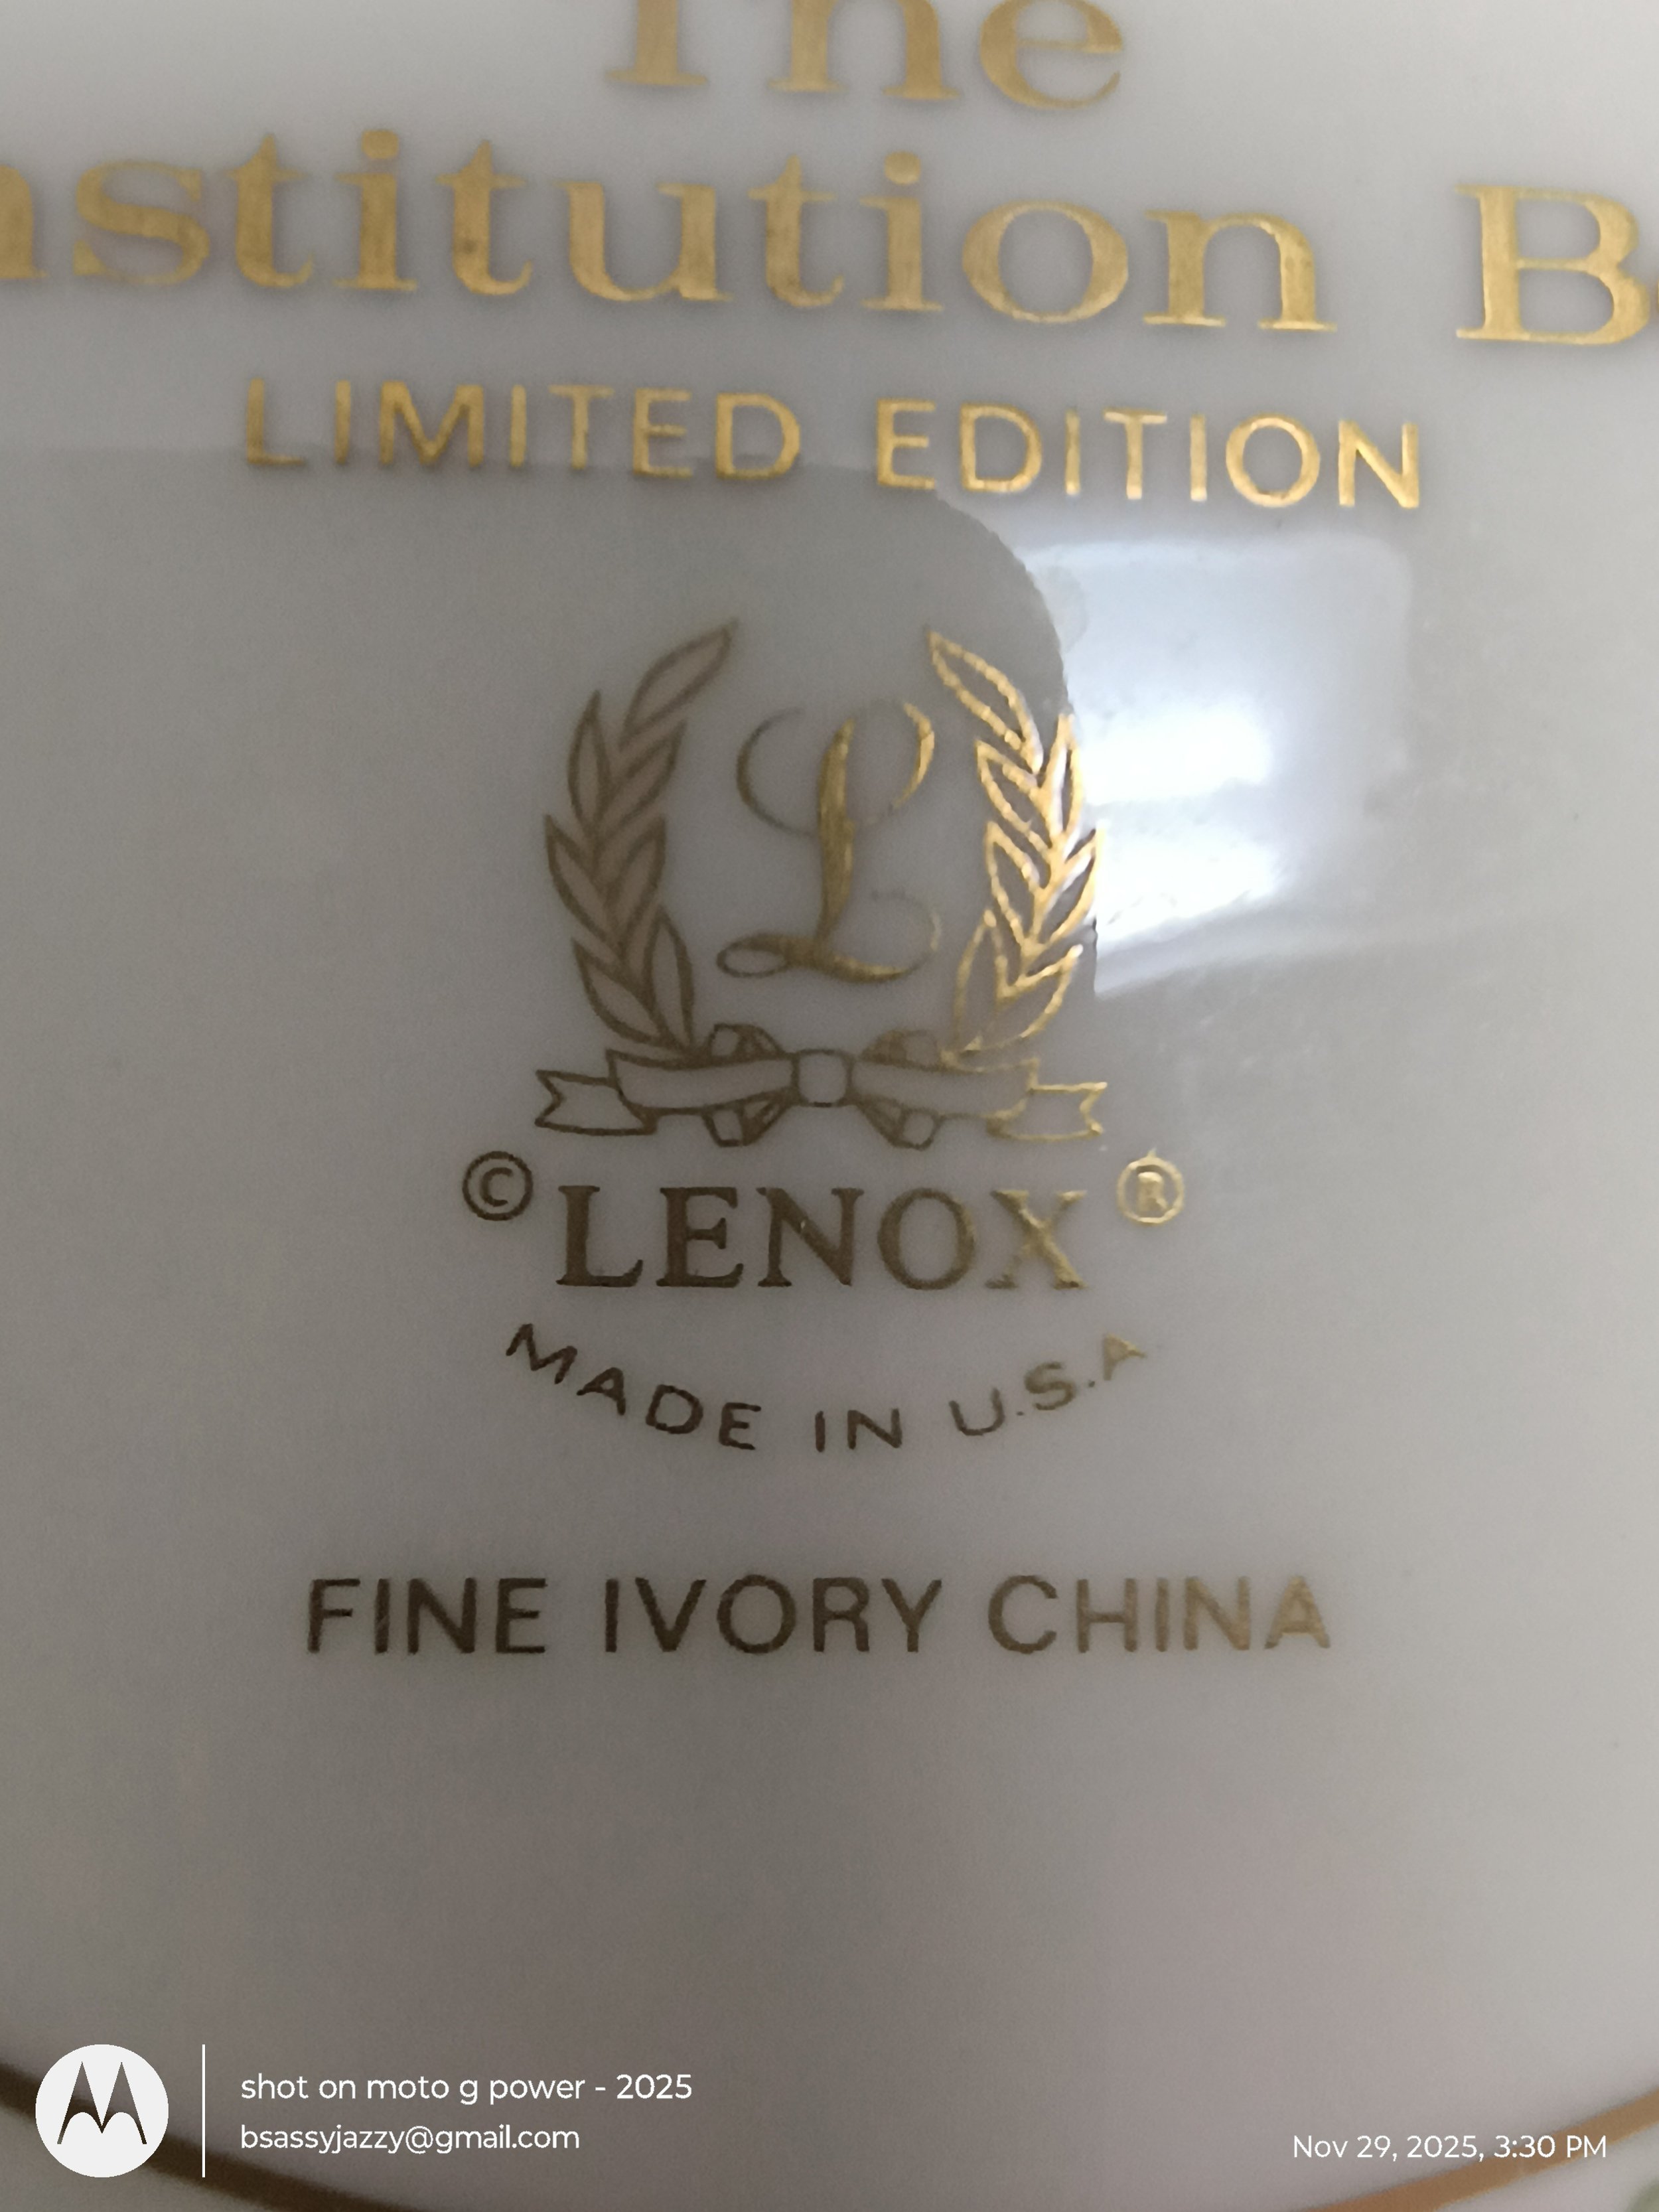 The
nstitution B
LIMITED EDITION
L
© LENOX ®
MADE IN U.S.A
FINE IVORY CHINA
shot on moto g power - 2025
bsassyjazzy@gmail.com
Nov 29, 2025, 3:30 PM